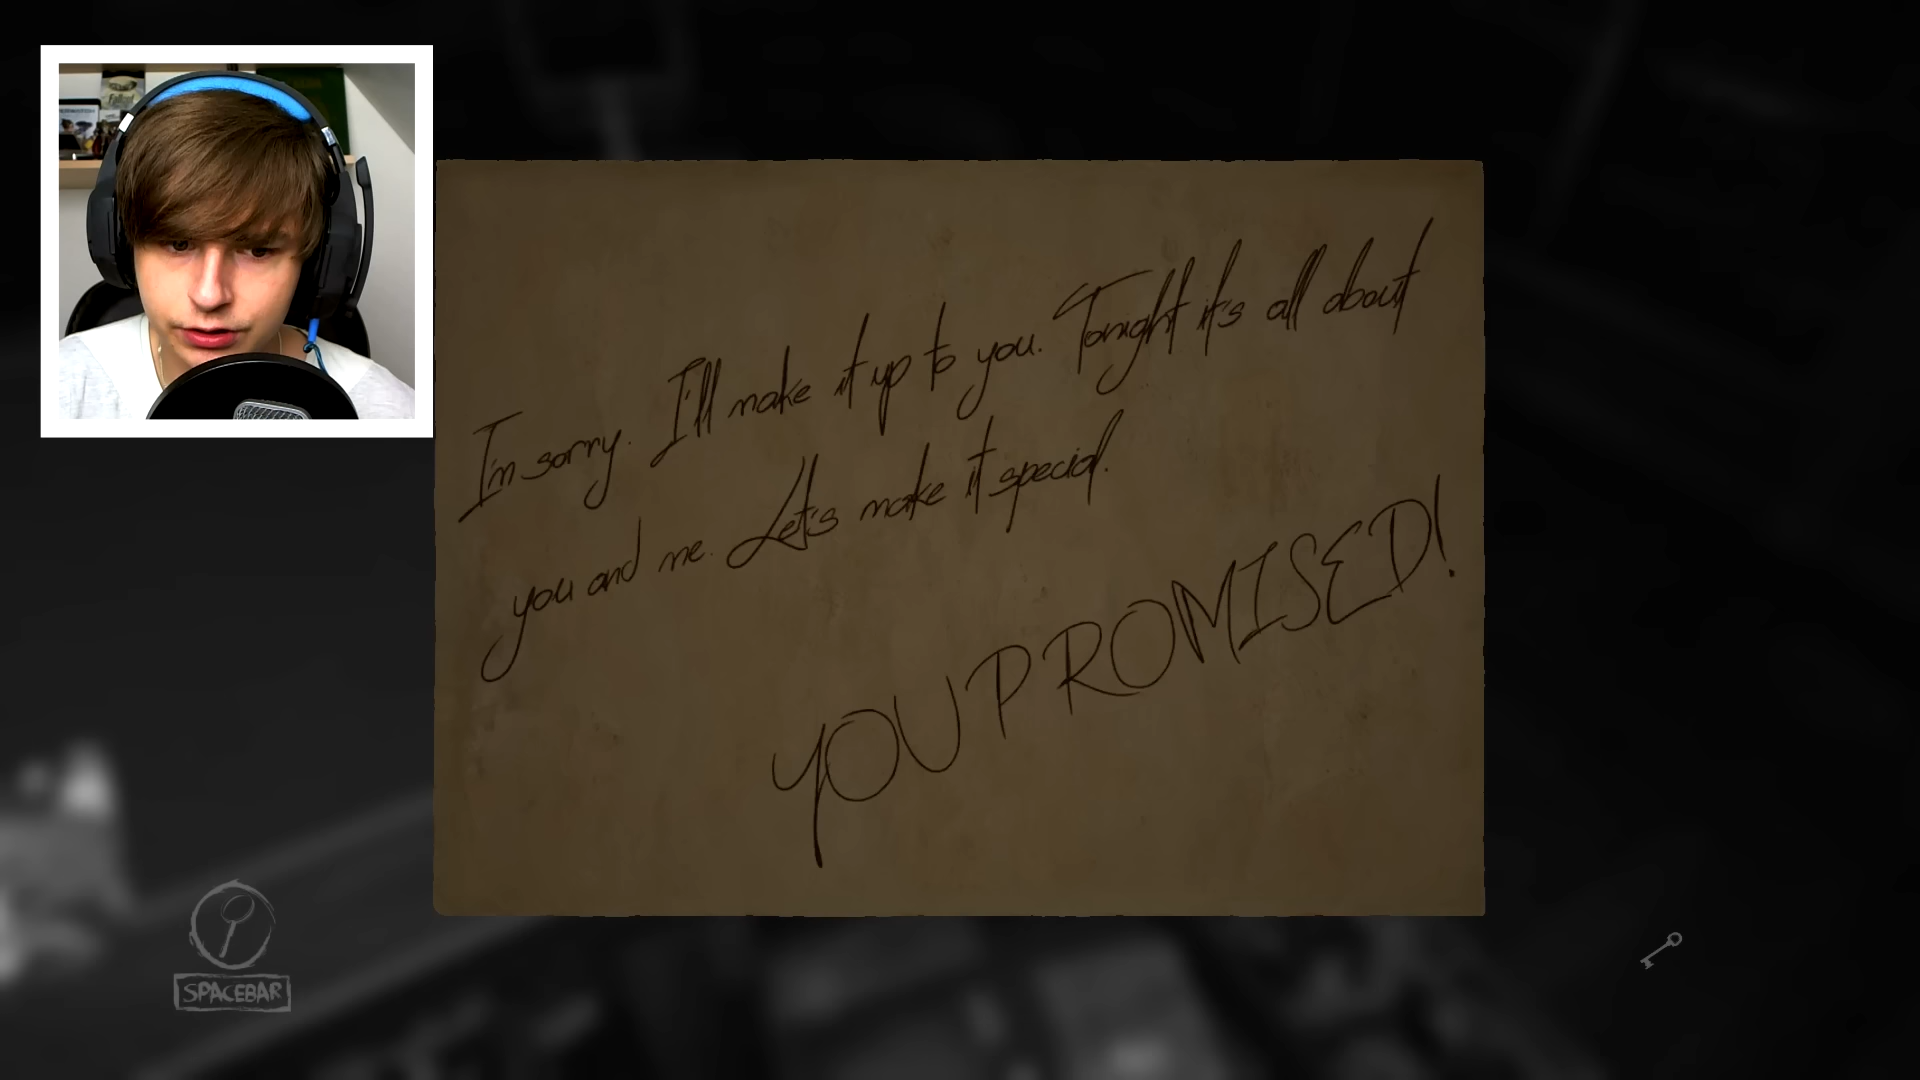 I'm sorry. I'll make it up to you. Tonight it's all about
you and me. Let's make it special.
YOU PROMISED!
SPACEBAR